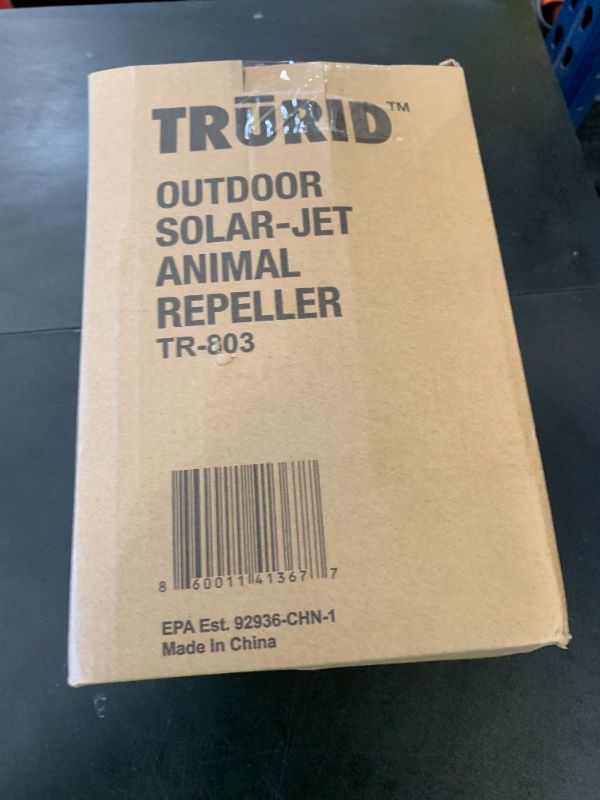 TRŪRID™
OUTDOOR
SOLAR-JET
ANIMAL
REPELLER
TR-803
8 60011 41367 7
EPA Est. 92936-CHN-1
Made in China